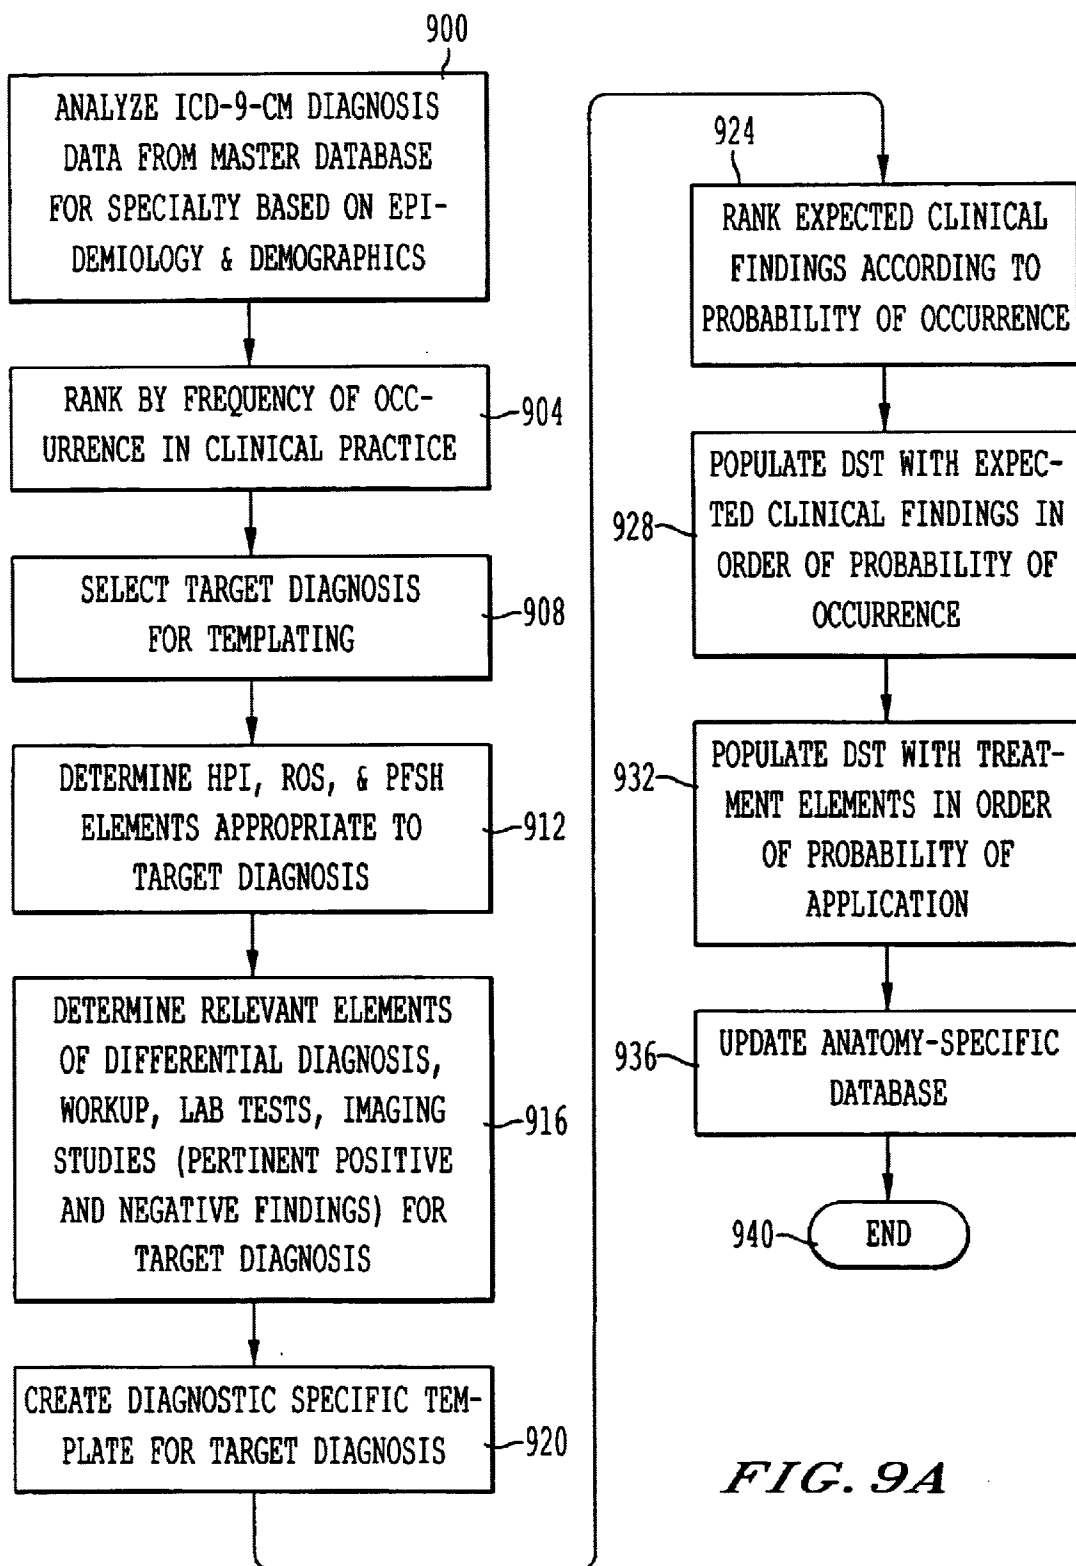 900
ANALYZE ICD-9-CM DIAGNOSIS
DATA FROM MASTER DATABASE
FOR SPECIALTY BASED ON EPI-
DEMIOLOGY & DEMOGRAPHICS
RANK BY FREQUENCY OF OCC-
URRENCE IN CLINICAL PRACTICE
904
SELECT TARGET DIAGNOSIS
FOR TEMPLATING
908
DETERMINE HPI, ROS, & PFSH
ELEMENTS APPROPRIATE TO
TARGET DIAGNOSIS
912
DETERMINE RELEVANT ELEMENTS
OF DIFFERENTIAL DIAGNOSIS,
WORKUP, LAB TESTS, IMAGING
STUDIES (PERTINENT POSITIVE
AND NEGATIVE FINDINGS) FOR
TARGET DIAGNOSIS
916
CREATE DIAGNOSTIC SPECIFIC TEM-
PLATE FOR TARGET DIAGNOSIS
920
924
RANK EXPECTED CLINICAL
FINDINGS ACCORDING TO
PROBABILITY OF OCCURRENCE
928
POPULATE DST WITH EXPEC-
TED CLINICAL FINDINGS IN
ORDER OF PROBABILITY OF
OCCURRENCE
932
POPULATE DST WITH TREAT-
MENT ELEMENTS IN ORDER
OF PROBABILITY OF
APPLICATION
936
UPDATE ANATOMY-SPECIFIC
DATABASE
940
END
FIG. 9A